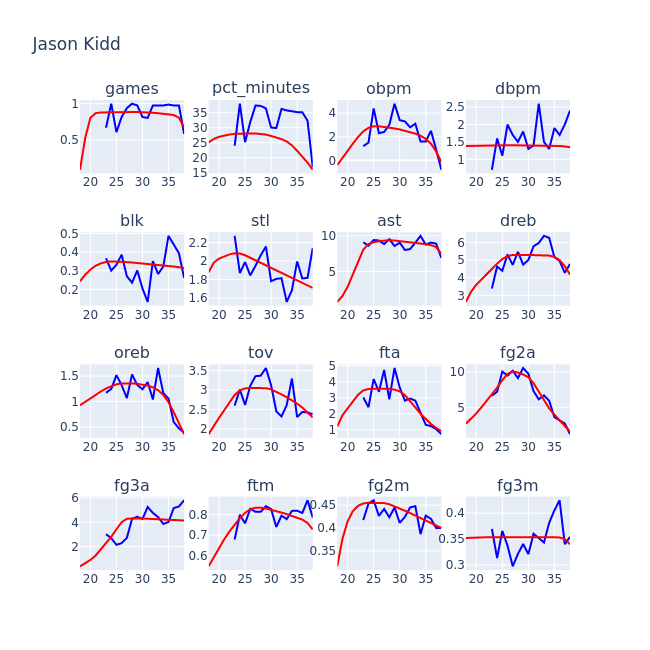 Jason Kidd
games pct_minutes obpm dbpm
1
0.5
20 25 30 35
35
30
25
20
15
20 25 30 35
4
2
0
20 25 30 35
2.5
2
1.5
1
20 25 30 35
blk stl ast dreb
0.5
0.4
0.3
0.2
20 25 30 35
2.2
2
1.8
1.6
20 25 30 35
10
5
20 25 30 35
6
5
4
3
20 25 30 35
oreb tov fta fg2a
1.5
1
0.5
20 25 30 35
3.5
3
2.5
2
20 25 30 35
5
4
3
2
1
20 25 30 35
10
5
20 25 30 35
fg3a ftm fg2m fg3m
6
4
2
20 25 30 35
0.8
0.7
0.6
20 25 30 35
0.45
0.4
0.35
20 25 30 35
0.4
0.35
0.3
20 25 30 35